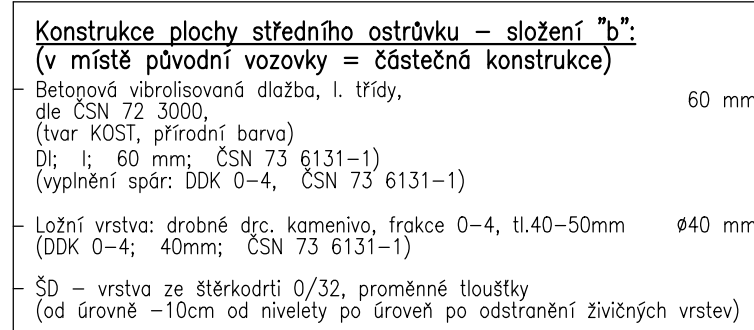 Konstrukce plochy středního ostrůvku – složení "b":
(v místě původní vozovky = částečná konstrukce)
– Betonová vibrolisovaná dlažba, I. třídy,
dle ČSN 72 3000, 60 mm
(tvar KOST, přírodní barva)
DI; I; 60 mm; ČSN 73 6131–1)
(vyplnění spár: DDK 0–4, ČSN 73 6131–1)
– Ložní vrstva: drobné drc. kamenivo, frakce 0–4, tl.40–50mm ø40 mm
(DDK 0–4; 40mm; ČSN 73 6131–1)
– ŠD – vrstva ze štěrkodrti 0/32, proměnné tloušťky
(od úrovně –10cm od nivelety po úroveň po odstranění živičných vrstev)